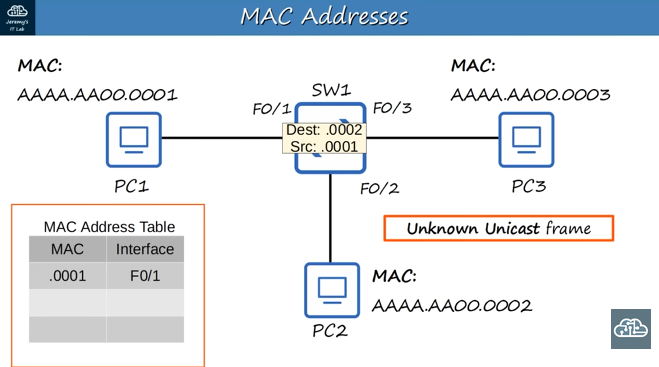 MAC Addresses
Jeremy's
IT Lab
MAC:
AAAA.AA00.0001
MAC:
AAAA.AA00.0003
SW1
F0/1
F0/3
Dest: .0002
Src: .0001
PC1
PC3
F0/2
MAC Address Table
MAC Interface
.0001 F0/1
Unknown Unicast frame
MAC:
AAAA.AA00.0002
PC2